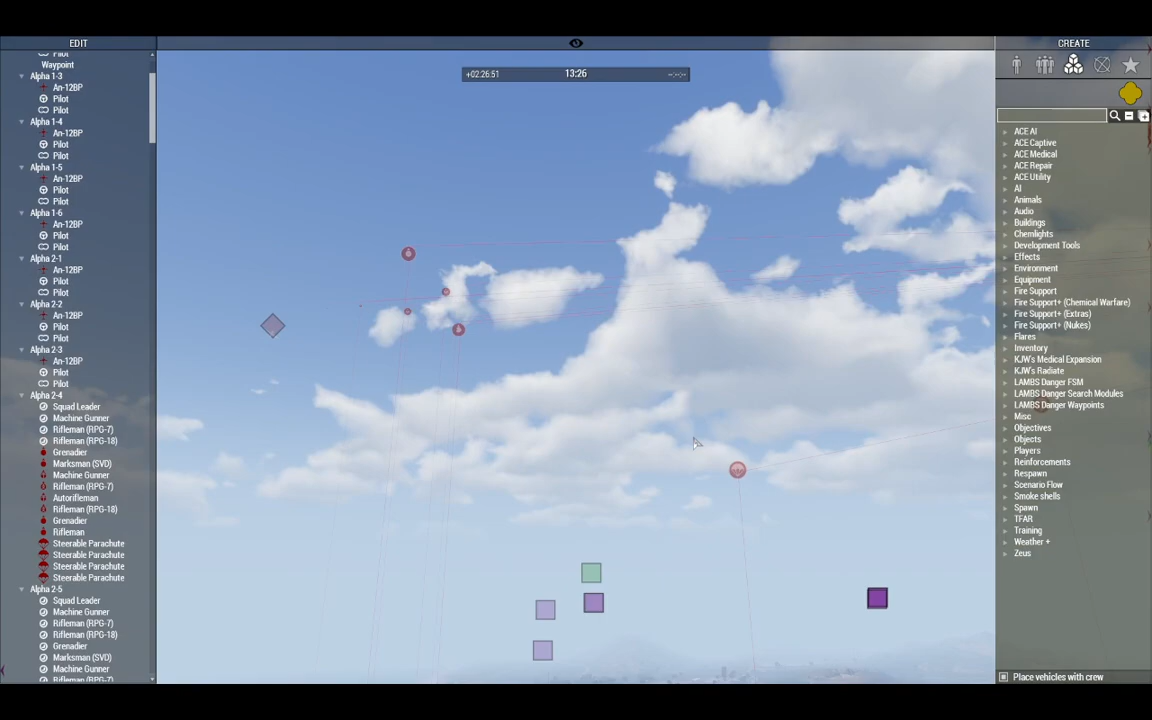 EDIT
Pilot
Waypoint
Alpha 1-3
An-12BP
Pilot
Pilot
Alpha 1-4
An-12BP
Pilot
Pilot
Alpha 1-5
An-12BP
Pilot
Pilot
Alpha 1-6
An-12BP
Pilot
Pilot
Alpha 2-1
An-12BP
Pilot
Pilot
Alpha 2-2
An-12BP
Pilot
Pilot
Alpha 2-3
An-12BP
Pilot
Pilot
Alpha 2-4
Squad Leader
Machine Gunner
Rifleman (RPG-7)
Rifleman (RPG-18)
Grenadier
Marksman (SVD)
Machine Gunner
Rifleman (RPG-7)
Autorifleman
Rifleman (RPG-18)
Grenadier
Rifleman
Steerable Parachute
Steerable Parachute
Steerable Parachute
Steerable Parachute
Alpha 2-5
Squad Leader
Machine Gunner
Rifleman (RPG-7)
Rifleman (RPG-18)
Grenadier
Marksman (SVD)
Machine Gunner
Rifleman (RPG-7)
+02:26:51 13:26 --:--
CREATE
ACE AI
ACE Captive
ACE Medical
ACE Repair
ACE Utility
AI
Animals
Audio
Buildings
Chemlights
Development Tools
Effects
Environment
Equipment
Fire Support
Fire Support+ (Chemical Warfare)
Fire Support+ (Extras)
Fire Support+ (Nukes)
Flares
Inventory
KJW's Medical Expansion
KJW's Radiate
LAMBS Danger FSM
LAMBS Danger Search Modules
LAMBS Danger Waypoints
Misc
Objectives
Objects
Players
Reinforcements
Respawn
Scenario Flow
Smoke shells
Spawn
TFAR
Training
Weather +
Zeus
Place vehicles with crew